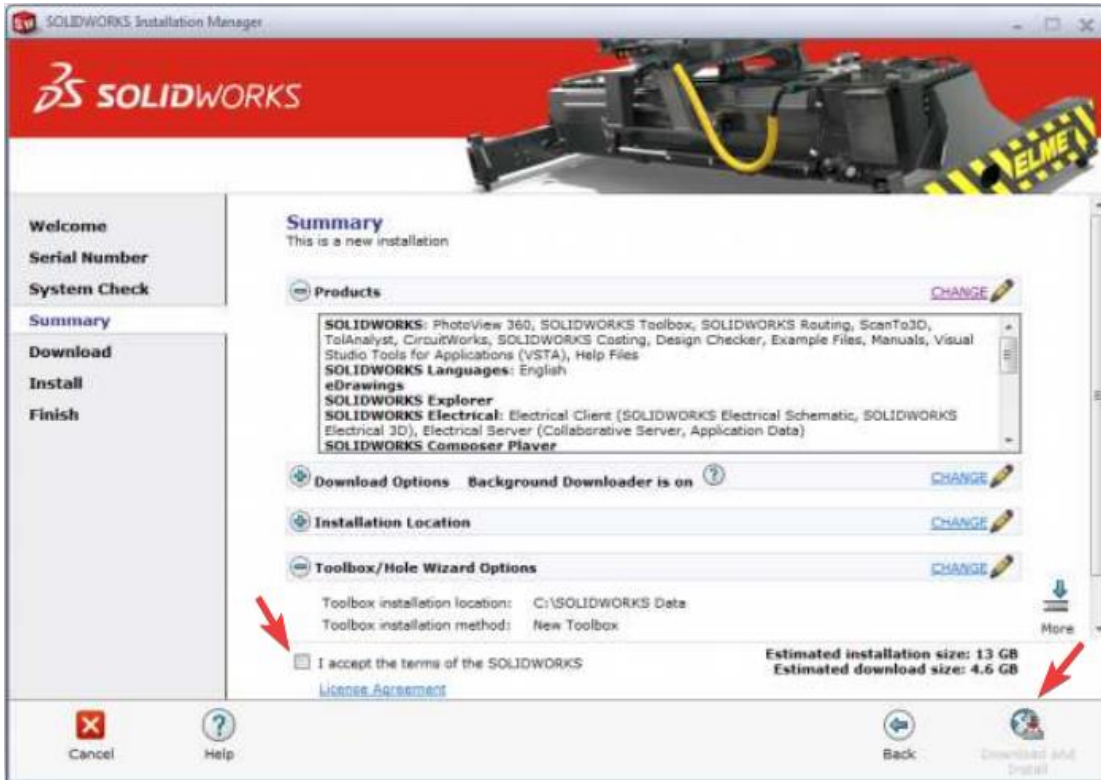 SOLIDWORKS Installation Manager
SOLIDWORKS
ELME
Welcome
Serial Number
System Check
Summary
Download
Install
Finish
Summary
This is a new installation
Products CHANGE
SOLIDWORKS: PhotoView 360, SOLIDWORKS Toolbox, SOLIDWORKS Routing, ScanTo3D,
TolAnalyst, CircuitWorks, SOLIDWORKS Costing, Design Checker, Example Files, Manuals, Visual
Studio Tools for Applications (VSTA), Help Files
SOLIDWORKS Languages: English
eDrawings
SOLIDWORKS Explorer
SOLIDWORKS Electrical: Electrical Client (SOLIDWORKS Electrical Schematic, SOLIDWORKS
Electrical 3D), Electrical Server (Collaborative Server, Application Data)
SOLIDWORKS Composer Player
Download Options Background Downloader is on ? CHANGE
Installation Location CHANGE
Toolbox/Hole Wizard Options CHANGE
Toolbox installation location: C:\SOLIDWORKS Data
Toolbox installation method: New Toolbox
More
I accept the terms of the SOLIDWORKS
License Agreement
Estimated installation size: 13 GB
Estimated download size: 4.6 GB
Cancel
Help
Back
Download and
Install